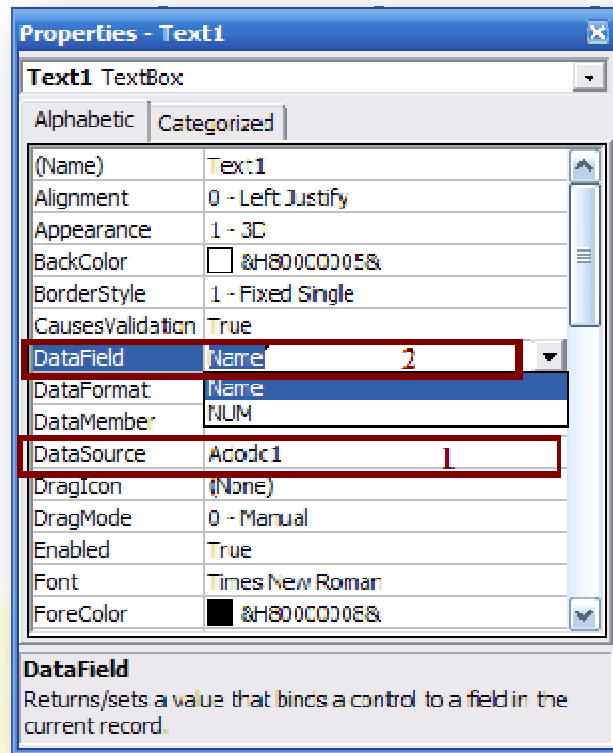 Properties - Text1
Text1 TextBox
Alphabetic Categorized
(Name) Text1
Alignment 0 - Left Justify
Appearance 1 - 3D
BackColor &H80000005&
BorderStyle 1 - Fixed Single
CausesValidation True
DataField Name 2
DataFormat Name
DataMember NUM
DataSource Adodc1 1
DragIcon (None)
DragMode 0 - Manual
Enabled True
Font Times New Roman
ForeColor &H80000008&
DataField
Returns/sets a value that binds a control to a field in the
current record.